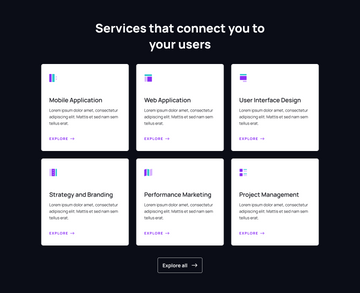 Services that connect you to
your users
Mobile Application
Lorem ipsum dolor amet, consectetur
adipiscing elit. Mattis et sed nam sem
tellus erat.
EXPLORE
Web Application
Lorem ipsum dolor amet, consectetur
adipiscing elit. Mattis et sed nam sem
tellus erat.
EXPLORE
User Interface Design
Lorem ipsum dolor amet, consectetur
adipiscing elit. Mattis et sed nam sem
tellus erat.
EXPLORE
Strategy and Branding
Lorem ipsum dolor amet, consectetur
adipiscing elit. Mattis et sed nam sem
tellus erat.
EXPLORE
Performance Marketing
Lorem ipsum dolor amet, consectetur
adipiscing elit. Mattis et sed nam sem
tellus erat.
EXPLORE
Project Management
Lorem ipsum dolor amet, consectetur
adipiscing elit. Mattis et sed nam sem
tellus erat.
EXPLORE
Explore all